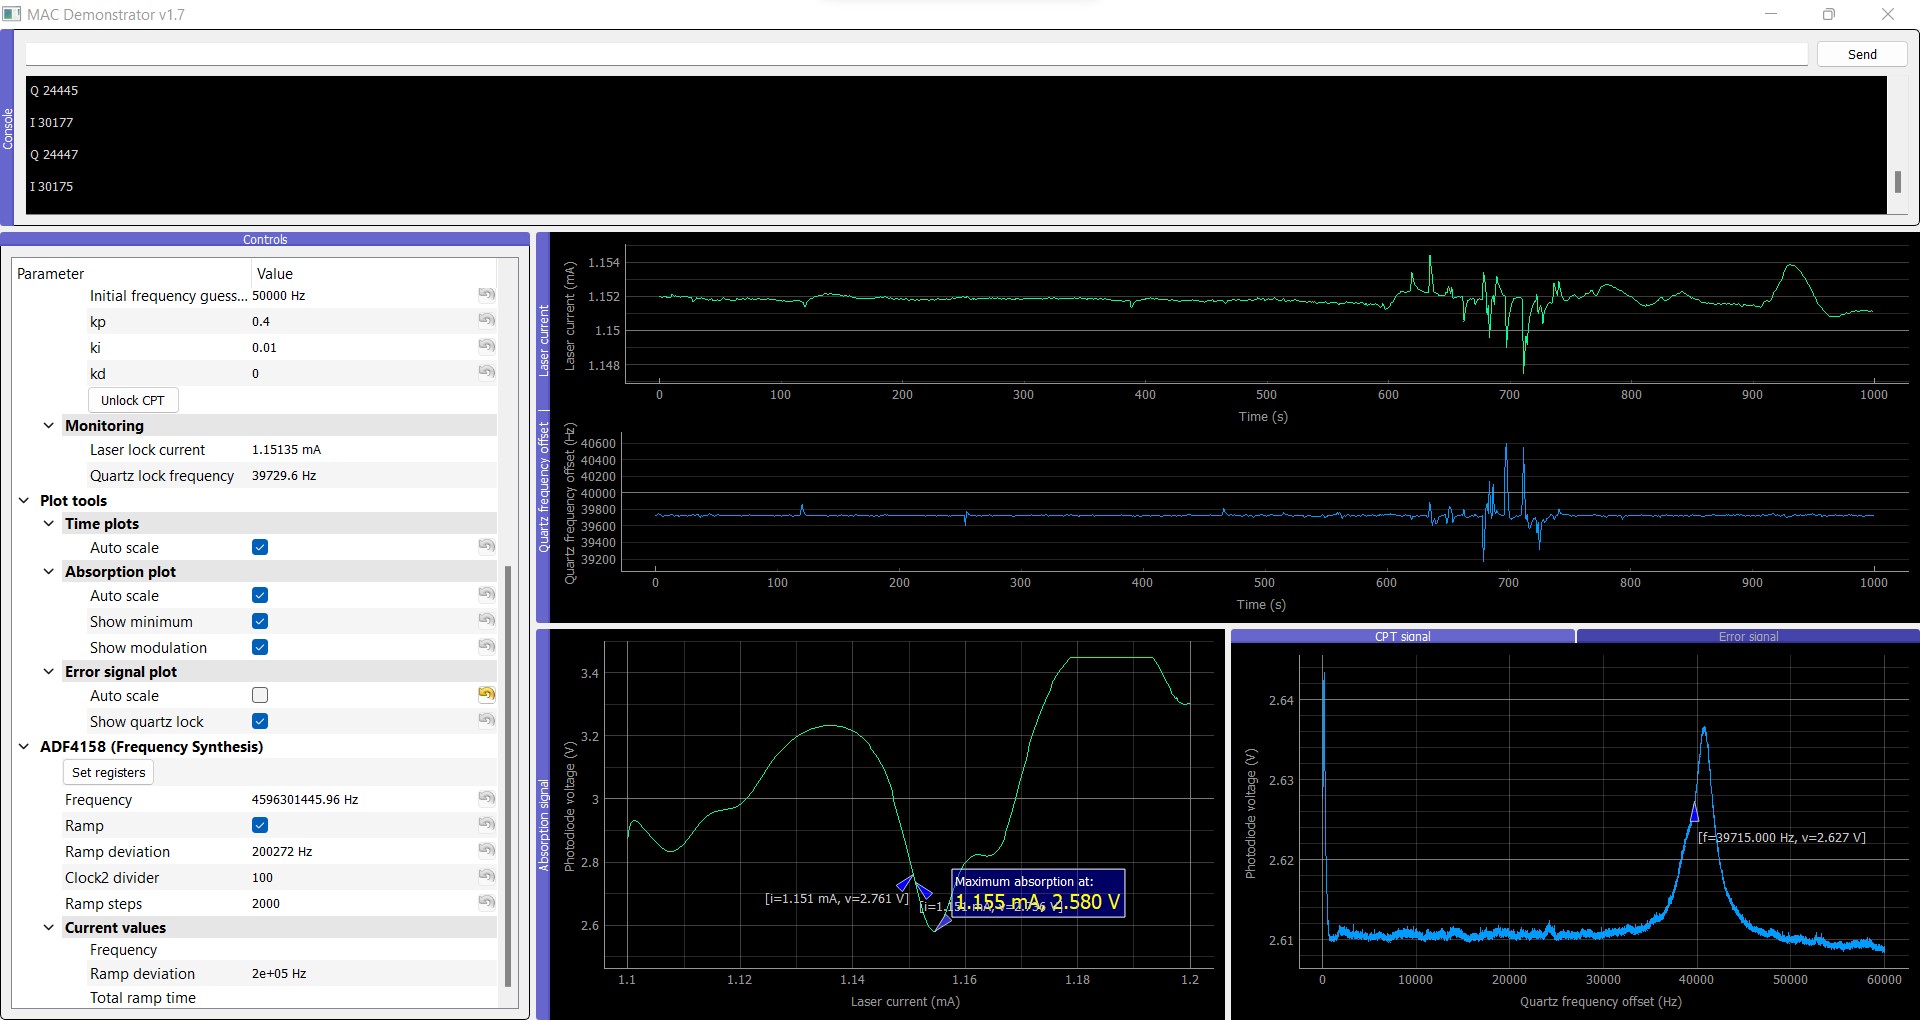 MAC Demonstrator v1.7
Send
Console
Q 24445
I 30177
Q 24447
I 30175
Controls
Parameter Value
Initial frequency guess... 50000 Hz
kp 0.4
ki 0.01
kd 0
Unlock CPT
Monitoring
Laser lock current 1.15135 mA
Quartz lock frequency 39729.6 Hz
Plot tools
Time plots
Auto scale
Absorption plot
Auto scale
Show minimum
Show modulation
Error signal plot
Auto scale
Show quartz lock
ADF4158 (Frequency Synthesis)
Set registers
Frequency 4596301445.96 Hz
Ramp
Ramp deviation 200272 Hz
Clock2 divider 100
Ramp steps 2000
Current values
Frequency
Ramp deviation 2e+05 Hz
Total ramp time
Laser current
Laser current (mA)
1.154
1.152
1.15
1.148
0 100 200 300 400 500 600 700 800 900 1000
Time (s)
Quartz frequency offset
Quartz frequency offset (Hz)
40600
40400
40200
40000
39800
39600
39400
39200
0 100 200 300 400 500 600 700 800 900 1000
Time (s)
Absorption signal
Photodiode voltage (V)
3.4
3.2
3
2.8
2.6
[i=1.151 mA, v=2.761 V]
Maximum absorption at:
1.155 mA, 2.580 V
1.1 1.12 1.14 1.16 1.18 1.2
Laser current (mA)
CPT signal Error signal
Photodiode voltage (V)
2.64
2.63
2.62
2.61
[f=39715.000 Hz, v=2.627 V]
0 10000 20000 30000 40000 50000 60000
Quartz frequency offset (Hz)